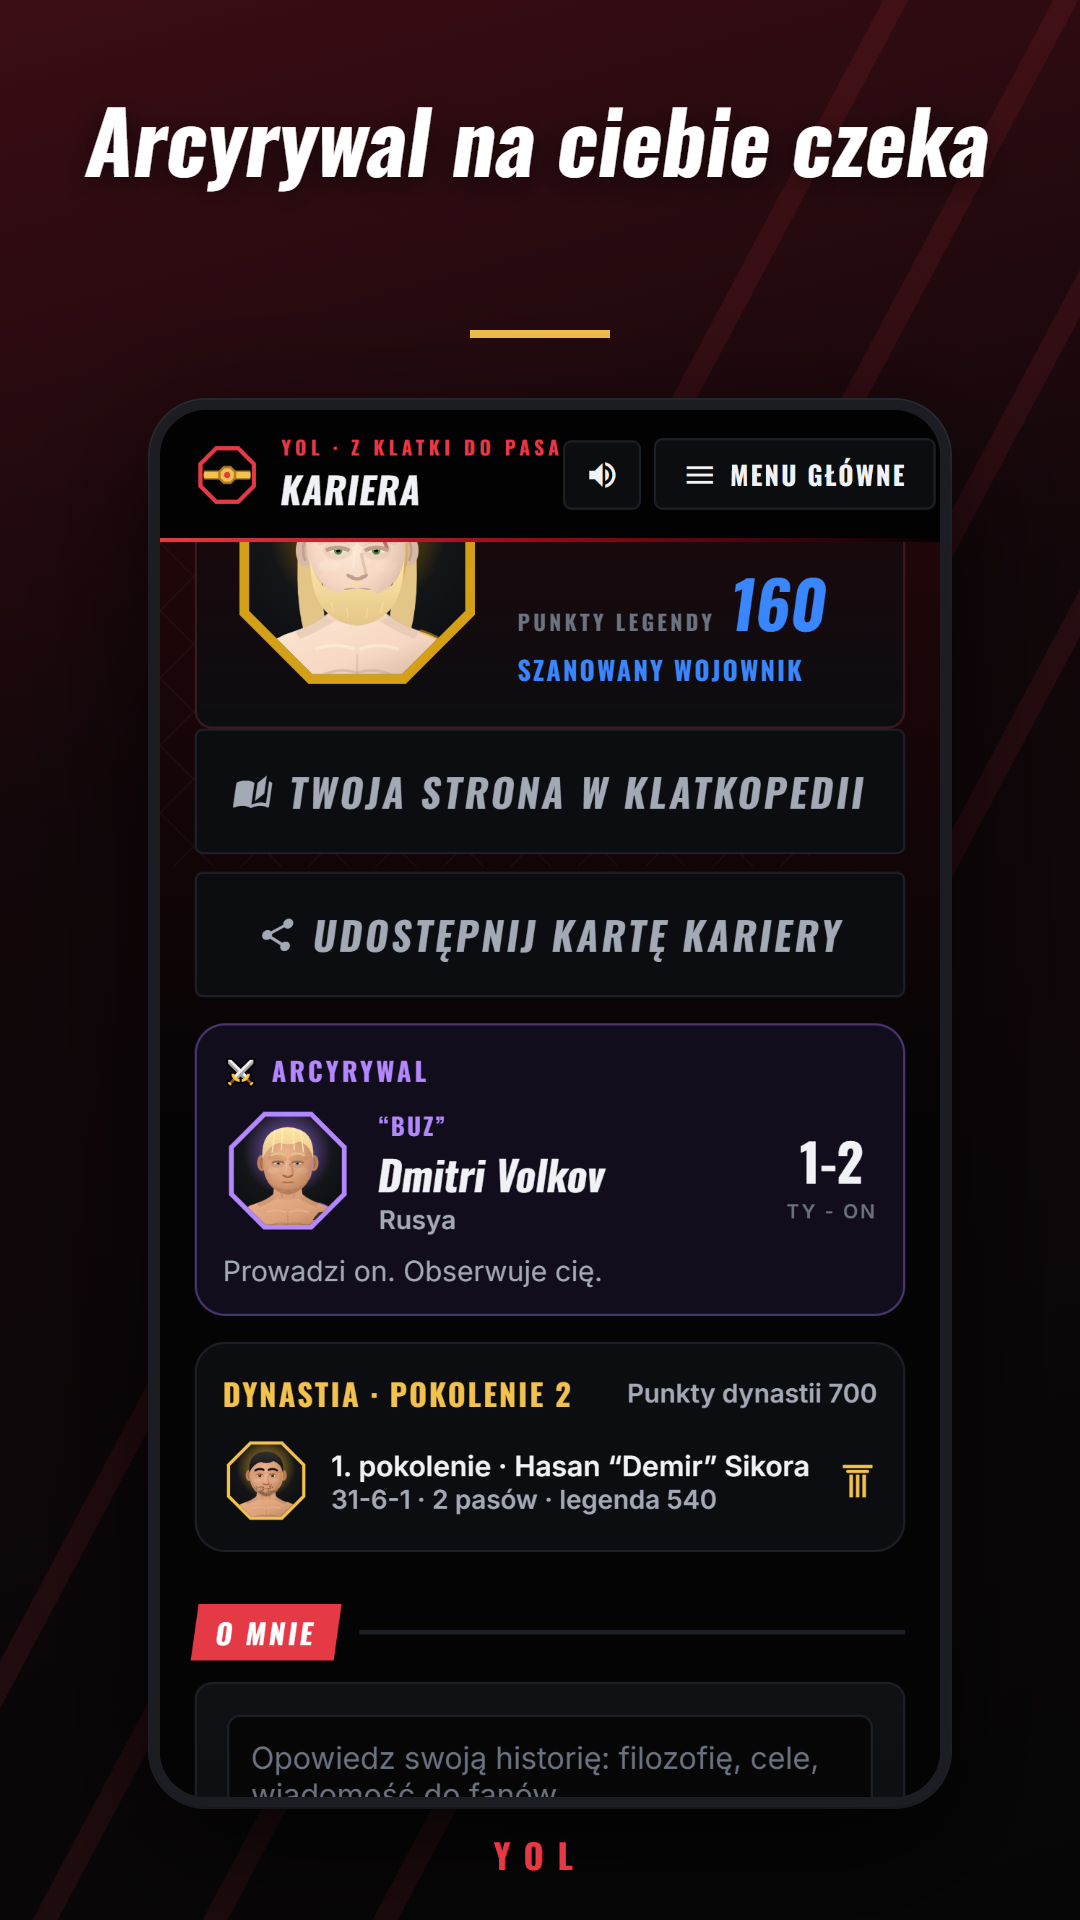 Arcyrywal na ciebie czeka
YOL · Z KLATKI DO PASA
KARIERA
MENU GŁÓWNE
PUNKTY LEGENDY 160
SZANOWANY WOJOWNIK
TWOJA STRONA W KLATKOPEDII
UDOSTĘPNIJ KARTĘ KARIERY
ARCYRYWAL
“BUZ”
Dmitri Volkov
Rusya
1-2
TY - ON
Prowadzi on. Obserwuje cię.
DYNASTIA · POKOLENIE 2
Punkty dynastii 700
1. pokolenie · Hasan “Demir” Sikora
31-6-1 · 2 pasów · legenda 540
O MNIE
Opowiedz swoją historię: filozofię, cele,
wiadomość do fanów
YOL